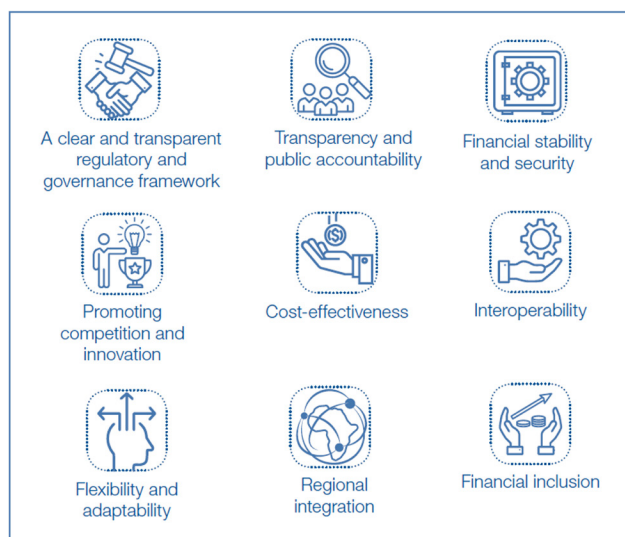 A clear and transparent
regulatory and
governance framework
Transparency and
public accountability
Financial stability
and security
Promoting
competition and
innovation
Cost-effectiveness
Interoperability
Flexibility and
adaptability
Regional
integration
Financial inclusion